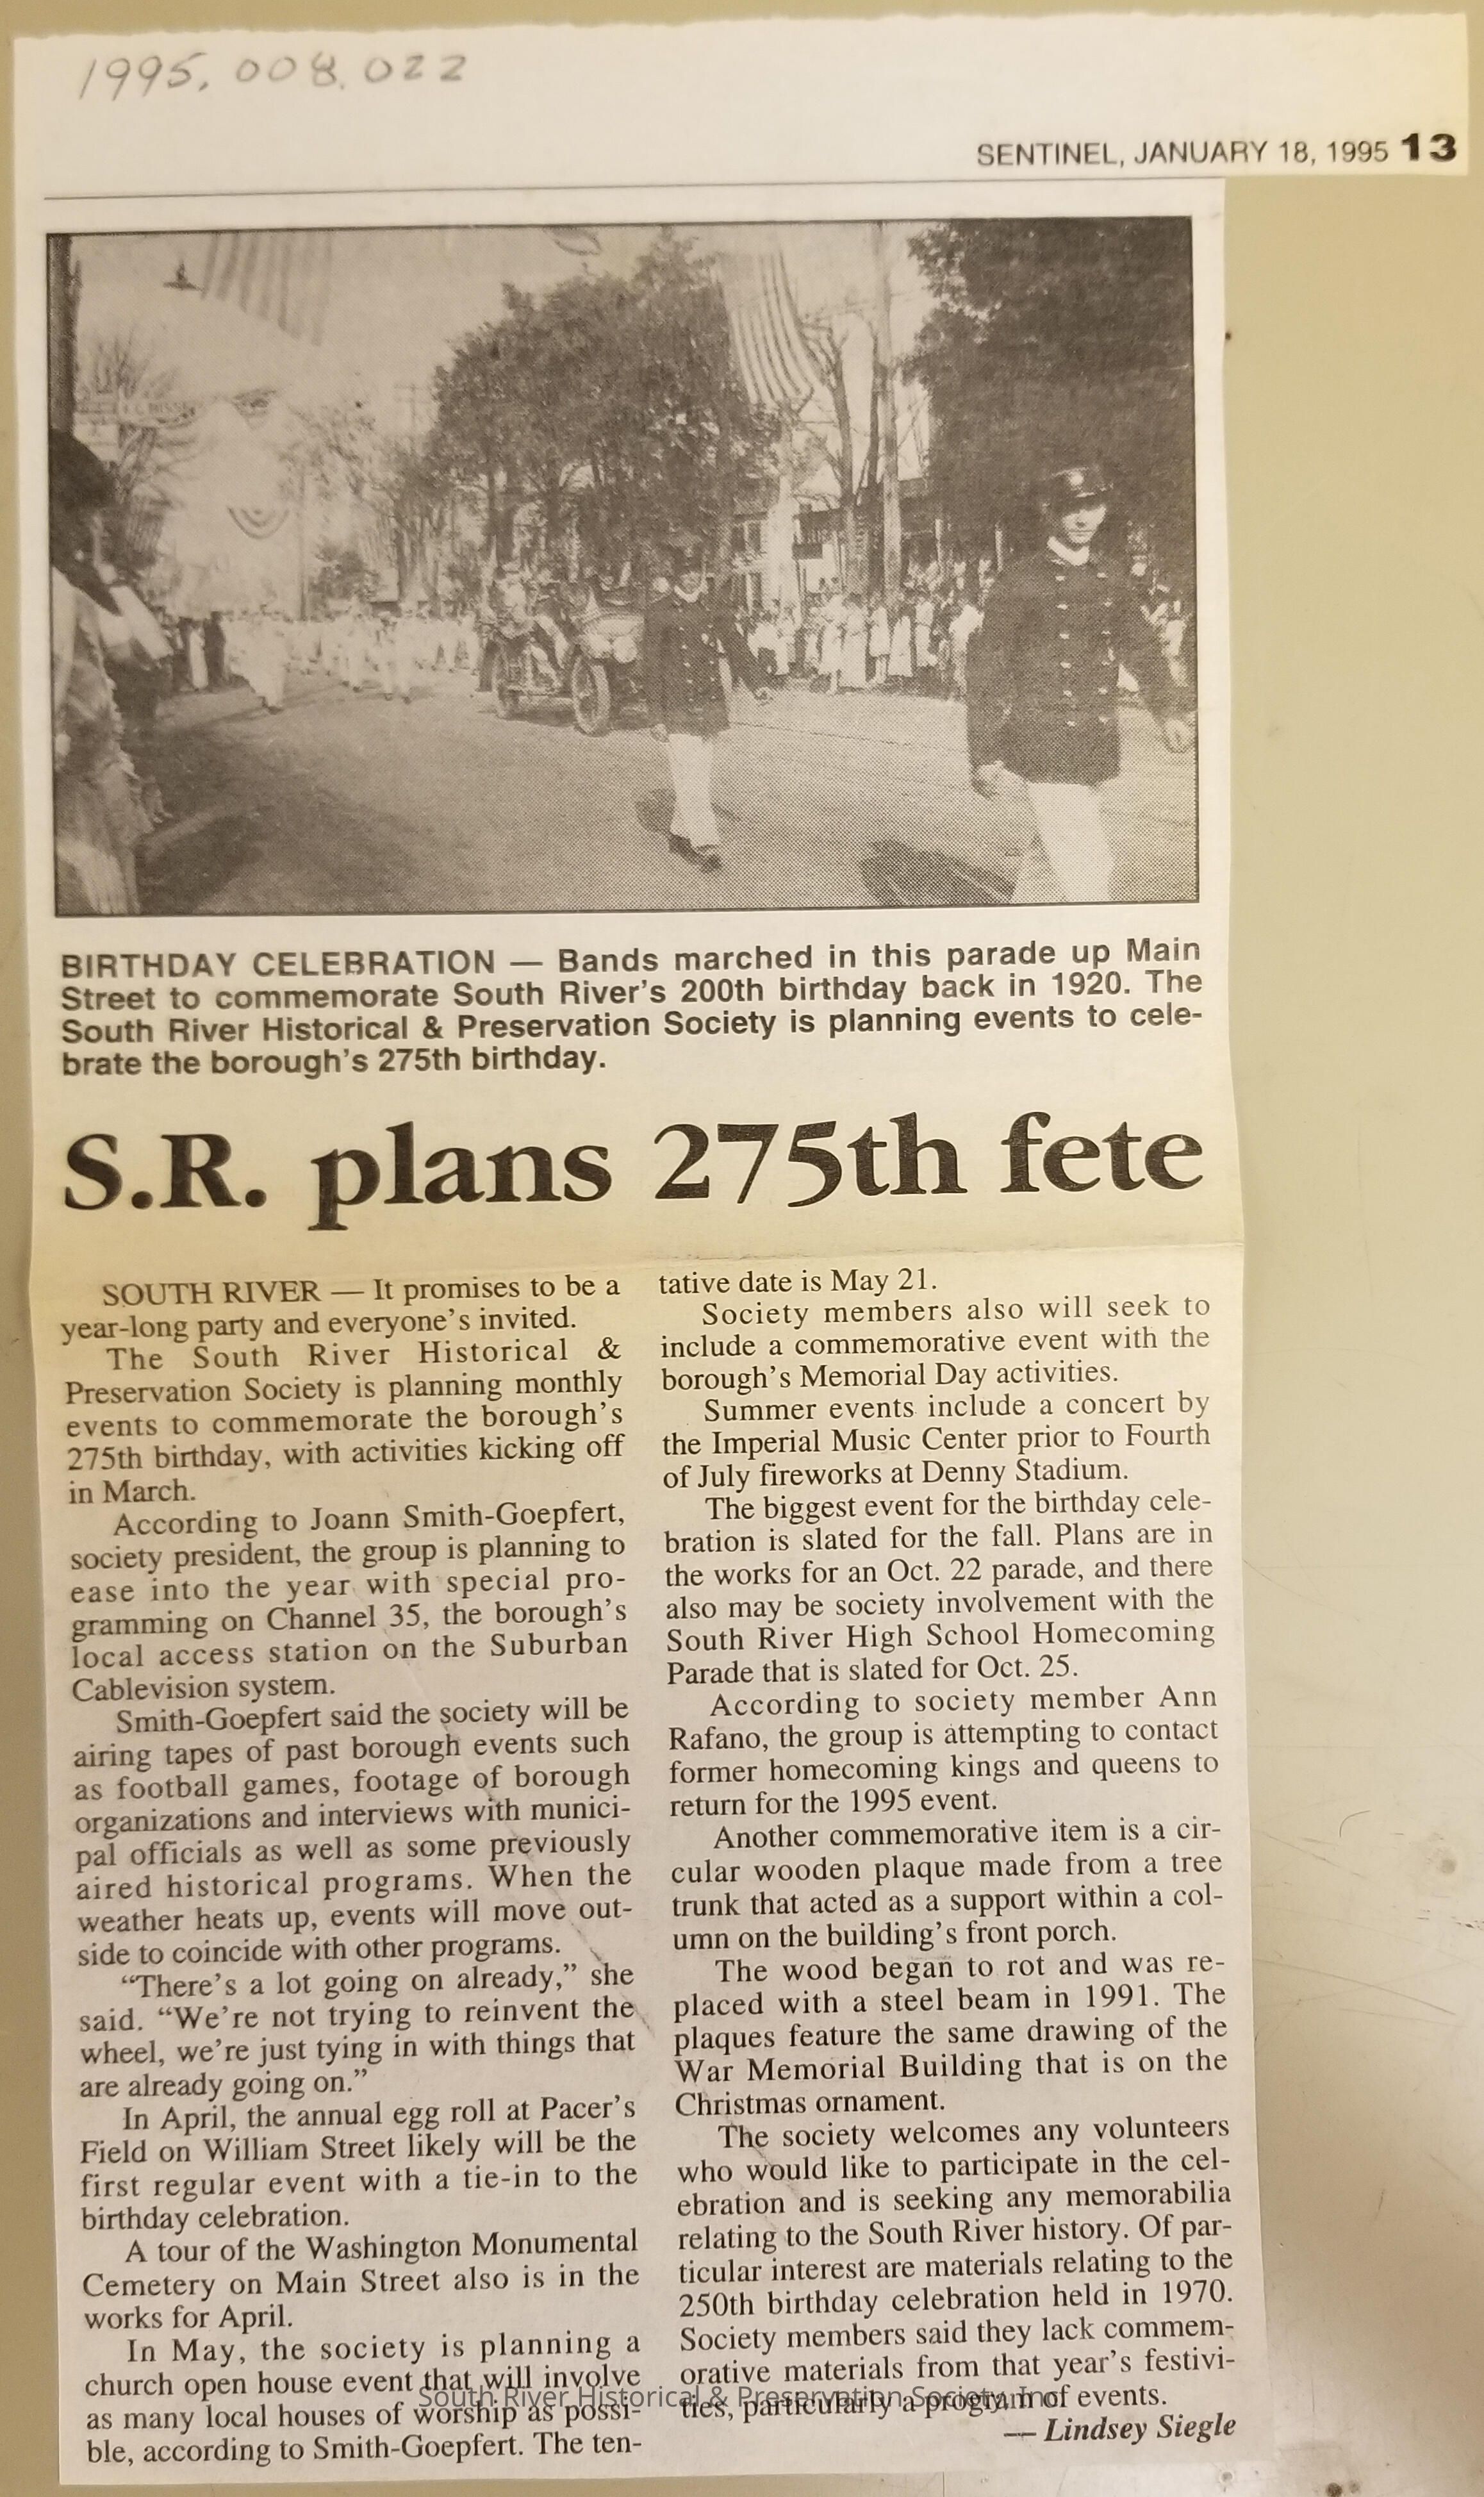 1995.008.022
SENTINEL, JANUARY 18, 1995 13
BIRTHDAY CELEBRATION — Bands marched in this parade up Main
Street to commemorate South River's 200th birthday back in 1920. The
South River Historical & Preservation Society is planning events to cele-
brate the borough's 275th birthday.
S.R. plans 275th fete
SOUTH RIVER — It promises to be a
year-long party and everyone's invited.
The South River Historical &
Preservation Society is planning monthly
events to commemorate the borough's
275th birthday, with activities kicking off
in March.
According to Joann Smith-Goepfert,
society president, the group is planning to
ease into the year with special pro-
gramming on Channel 35, the borough's
local access station on the Suburban
Cablevision system.
Smith-Goepfert said the society will be
airing tapes of past borough events such
as football games, footage of borough
organizations and interviews with munici-
pal officials as well as some previously
aired historical programs. When the
weather heats up, events will move out-
side to coincide with other programs.
“There's a lot going on already,” she
said. “We're not trying to reinvent the
wheel, we're just tying in with things that
are already going on.”
In April, the annual egg roll at Pacer's
Field on William Street likely will be the
first regular event with a tie-in to the
birthday celebration.
A tour of the Washington Monumental
Cemetery on Main Street also is in the
works for April.
In May, the society is planning a
church open house event that will involve
as many local houses of worship as possi-
ble, according to Smith-Goepfert. The ten-
tative date is May 21.
Society members also will seek to
include a commemorative event with the
borough's Memorial Day activities.
Summer events include a concert by
the Imperial Music Center prior to Fourth
of July fireworks at Denny Stadium.
The biggest event for the birthday cele-
bration is slated for the fall. Plans are in
the works for an Oct. 22 parade, and there
also may be society involvement with the
South River High School Homecoming
Parade that is slated for Oct. 25.
According to society member Ann
Rafano, the group is attempting to contact
former homecoming kings and queens to
return for the 1995 event.
Another commemorative item is a cir-
cular wooden plaque made from a tree
trunk that acted as a support within a col-
umn on the building's front porch.
The wood began to rot and was re-
placed with a steel beam in 1991. The
plaques feature the same drawing of the
War Memorial Building that is on the
Christmas ornament.
The society welcomes any volunteers
who would like to participate in the cel-
ebration and is seeking any memorabilia
relating to the South River history. Of par-
ticular interest are materials relating to the
250th birthday celebration held in 1970.
Society members said they lack commem-
orative materials from that year's festivi-
ties, particularly a program of events.
— Lindsey Siegle
South River Historical & Preservation Society, Inc.